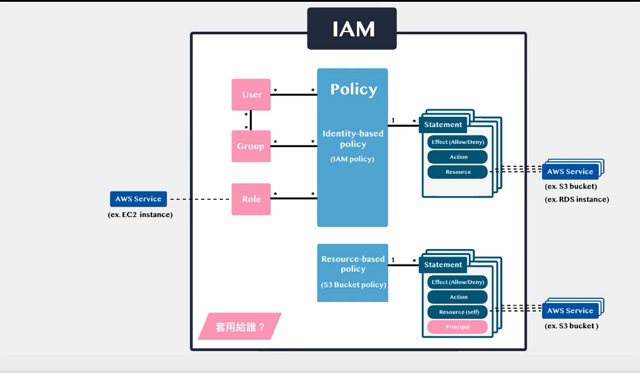 IAM
User
Group
Role
*
*
*
*
*
*
*
*
Policy
Identity-based
policy
(IAM policy)
1
*
Statement
Effect (Allow/Deny)
Action
Resource
AWS Service
(ex. S3 bucket)
(ex. RDS instance)
AWS Service
(ex. EC2 instance)
Resource-based
policy
(S3 Bucket policy)
1
*
Statement
Effect (Allow/Deny)
Action
Resource (self)
Principal
AWS Service
(ex. S3 bucket )
套用給誰？